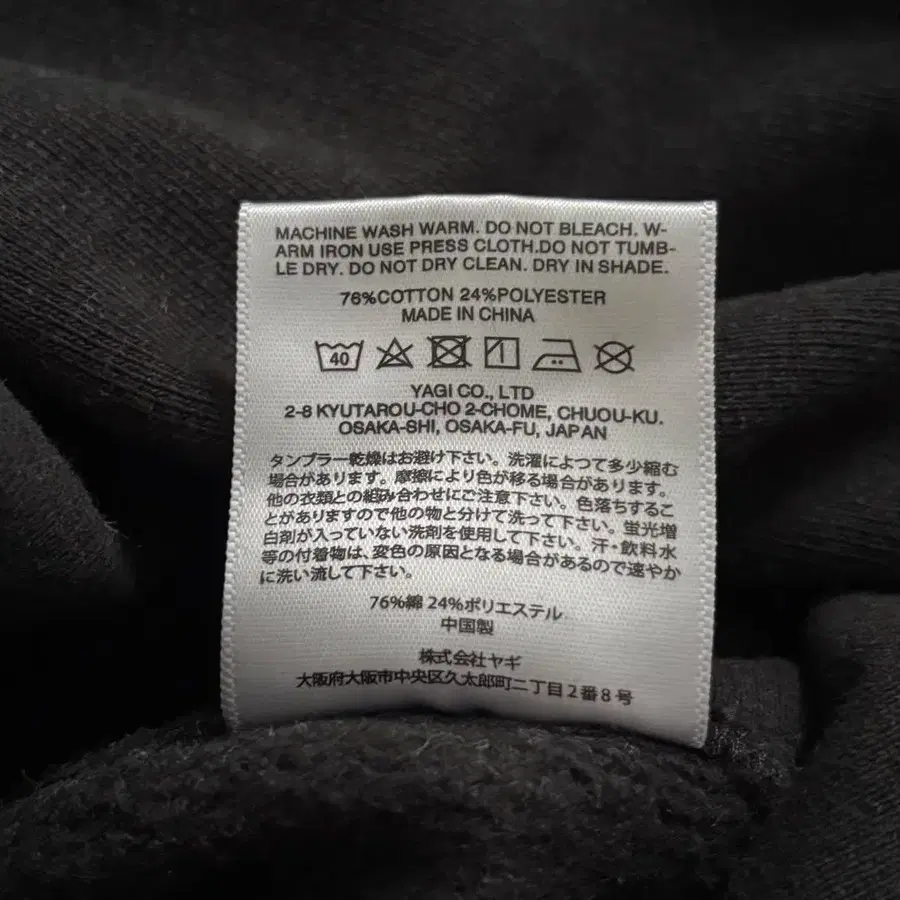 MACHINE WASH WARM. DO NOT BLEACH. W-
ARM IRON USE PRESS CLOTH.DO NOT TUMB-
LE DRY. DO NOT DRY CLEAN. DRY IN SHADE.
76%COTTON 24%POLYESTER
MADE IN CHINA
40
YAGI CO., LTD
2-8 KYUTAROU-CHO 2-CHOME, CHUOU-KU.
OSAKA-SHI, OSAKA-FU, JAPAN
タンブラー乾燥はお避け下さい。洗濯によって多少縮む
場合があります。摩擦により色が移る場合があります。
他の衣類との組み合わせにご注意下さい。色落ちするこ
とがありますので他の物と分けて洗って下さい。蛍光増
白剤が入っていない洗剤を使用して下さい。汗・飲料水
等の付着物は、変色の原因となる場合があるので速やか
に洗い流して下さい。
76%綿 24%ポリエステル
中国製
株式会社ヤギ
大阪府大阪市中央区久太郎町二丁目2番8号